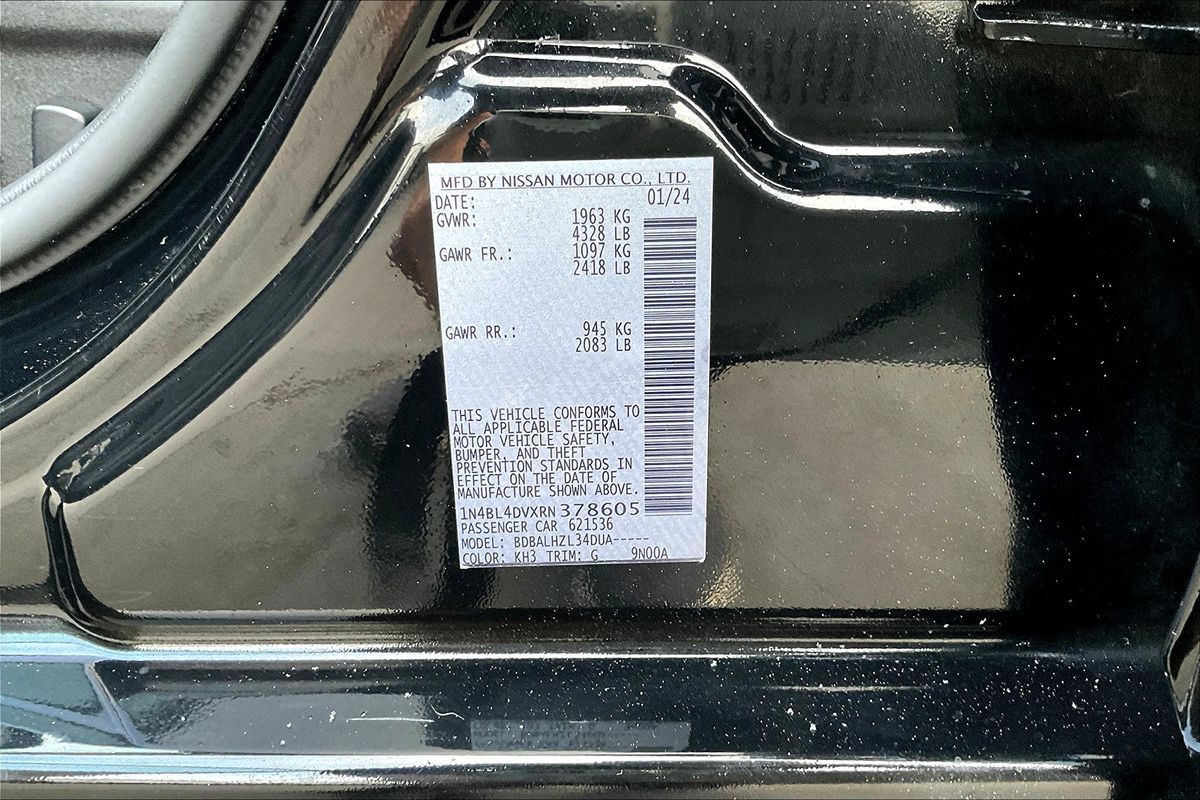 MFD BY NISSAN MOTOR CO., LTD.
DATE: 01/24
GVWR: 1963 KG
4328 LB
GAWR FR.: 1097 KG
2418 LB
GAWR RR.: 945 KG
2083 LB
THIS VEHICLE CONFORMS TO
ALL APPLICABLE FEDERAL
MOTOR VEHICLE SAFETY,
BUMPER, AND THEFT
PREVENTION STANDARDS IN
EFFECT ON THE DATE OF
MANUFACTURE SHOWN ABOVE.
1N4BL4DVXRN378605
PASSENGER CAR 621536
MODEL: BDBALHZL34DUA-----
COLOR: KH3 TRIM: G 9N00A